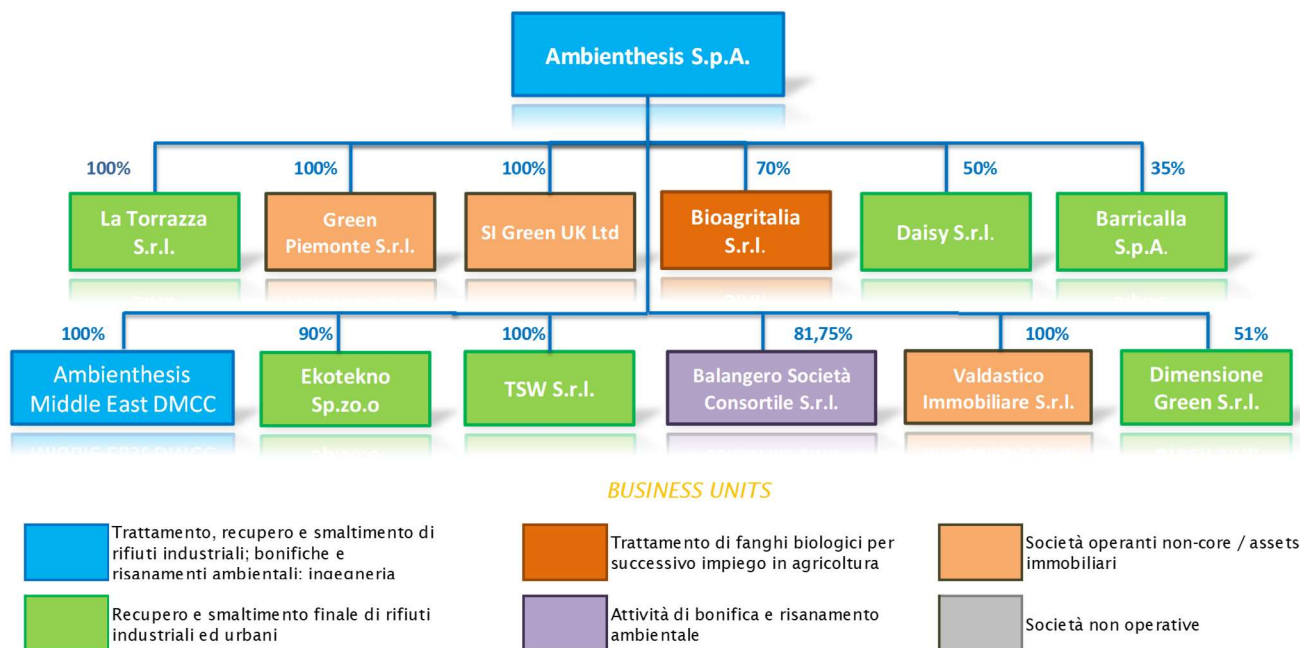 Ambienthesis S.p.A.
100%
100%
100%
70%
50%
35%
La Torrazza
S.r.l.
Green
Piemonte S.r.l.
SI Green UK Ltd
Bioagritalia
S.r.l.
Daisy S.r.l.
Barricalla
S.p.A.
100%
90%
100%
81,75%
100%
51%
Ambienthesis
Middle East DMCC
Ekotekno
Sp.zo.o
TSW S.r.l.
Balangero Società
Consortile S.r.l.
Valdastico
Immobiliare S.r.l.
Dimensione
Green S.r.l.
BUSINESS UNITS
Trattamento, recupero e smaltimento di
rifiuti industriali; bonifiche e
risanamenti ambientali; ingegneria
Trattamento di fanghi biologici per
successivo impiego in agricoltura
Società operanti non-core / assets
immobiliari
Recupero e smaltimento finale di rifiuti
industriali ed urbani
Attività di bonifica e risanamento
ambientale
Società non operative